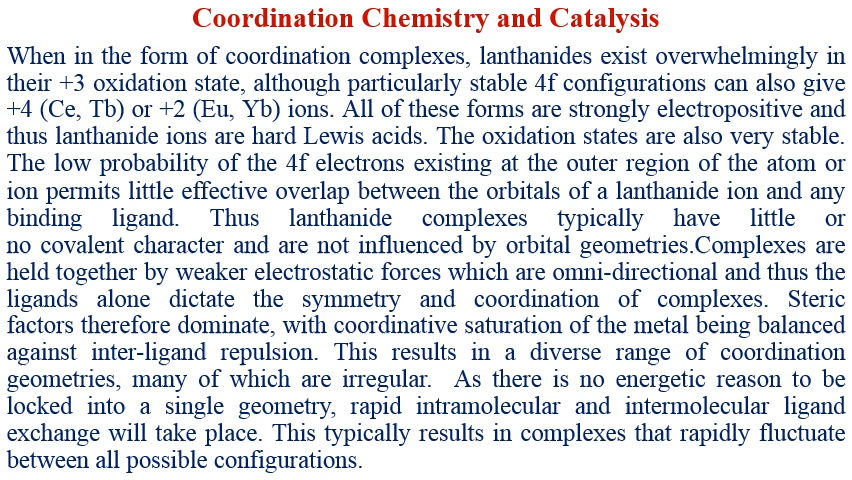 Coordination Chemistry and Catalysis
When in the form of coordination complexes, lanthanides exist overwhelmingly in
their +3 oxidation state, although particularly stable 4f configurations can also give
+4 (Ce, Tb) or +2 (Eu, Yb) ions. All of these forms are strongly electropositive and
thus lanthanide ions are hard Lewis acids. The oxidation states are also very stable.
The low probability of the 4f electrons existing at the outer region of the atom or
ion permits little effective overlap between the orbitals of a lanthanide ion and any
binding ligand. Thus lanthanide complexes typically have little or
no covalent character and are not influenced by orbital geometries.Complexes are
held together by weaker electrostatic forces which are omni-directional and thus the
ligands alone dictate the symmetry and coordination of complexes. Steric
factors therefore dominate, with coordinative saturation of the metal being balanced
against inter-ligand repulsion. This results in a diverse range of coordination
geometries, many of which are irregular.  As there is no energetic reason to be
locked into a single geometry, rapid intramolecular and intermolecular ligand
exchange will take place. This typically results in complexes that rapidly fluctuate
between all possible configurations.